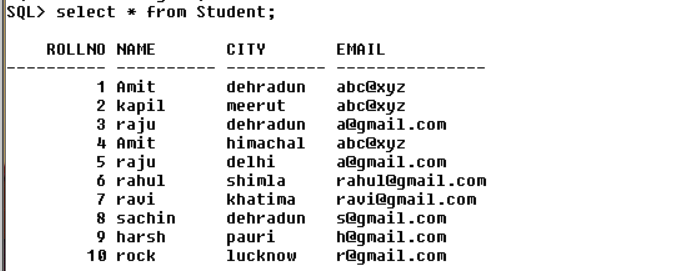 SQL> select * from Student;
ROLLNO NAME CITY EMAIL
---------- ---------- ---------- ---------------
1 Amit dehradun abc@xyz
2 kapil meerut abc@xyz
3 raju dehradun a@gmail.com
4 Amit himachal abc@xyz
5 raju delhi a@gmail.com
6 rahul shimla rahul@gmail.com
7 ravi khatima ravi@gmail.com
8 sachin dehradun s@gmail.com
9 harsh pauri h@gmail.com
10 rock lucknow r@gmail.com